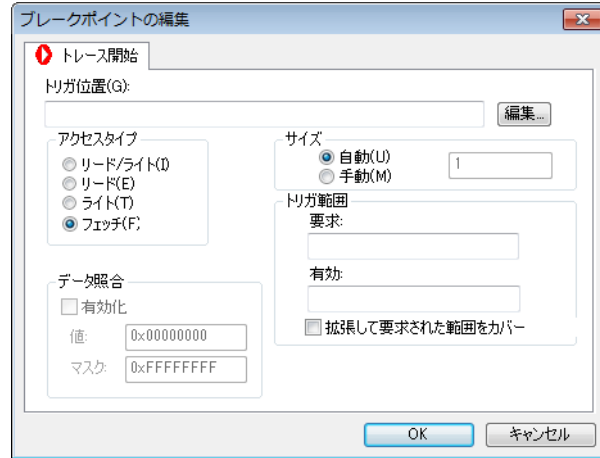 ブレークポイントの編集
トレース開始
トリガ位置(G):
編集...
アクセスタイプ
リード/ライト(I)
リード(E)
ライト(T)
フェッチ(F)
サイズ
自動(U)
手動(M)
1
トリガ範囲
要求:
有効:
拡張して要求された範囲をカバー
データ照合
有効化
値:
0x00000000
マスク:
0xFFFFFFFF
OK
キャンセル